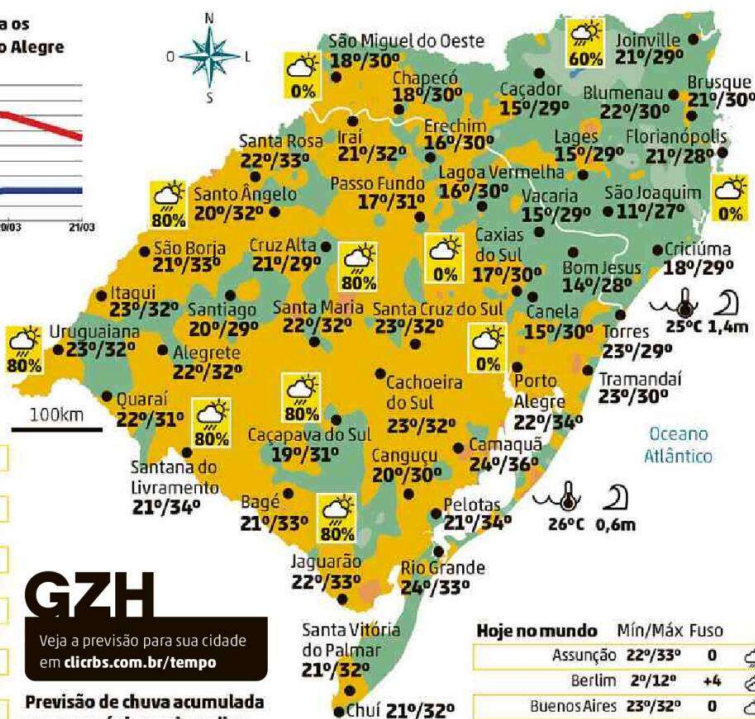 a os
o Alegre
20/03
21/03
N
O
L
S
São Miguel do Oeste
18º/30º
0%
Chapecó
18º/30º
Caçador
15º/29º
60%
Joinville
21º/29º
Blumenau
22º/30º
Brusque
21º/30º
Santa Rosa
22º/33º
Iraí
21º/32º
Erechim
16º/30º
Lages
15º/29º
Florianópolis
21º/28º
80%
Santo Ângelo
20º/32º
Passo Fundo
17º/31º
Lagoa Vermelha
16º/30º
Vacaria
15º/29º
São Joaquim
11º/27º
0%
São Borja
21º/33º
Cruz Alta
21º/29º
80%
0%
Caxias
do Sul
17º/30º
Bom Jesus
14º/28º
Criciúma
18º/29º
Itaqui
23º/32º
Santiago
20º/29º
Santa Maria
22º/32º
Santa Cruz do Sul
23º/32º
Canela
15º/30º
25ºC 1,4m
Torres
23º/29º
80%
Uruguaiana
23º/32º
Alegrete
22º/32º
0%
Cachoeira
do Sul
23º/32º
Porto
Alegre
22º/34º
Tramandaí
23º/30º
Quaraí
22º/31º
100km
80%
80%
Caçapava do Sul
19º/31º
Camaquã
24º/36º
Oceano
Atlântico
Santana do
Livramento
21º/34º
Canguçu
20º/30º
Bagé
21º/33º
80%
Pelotas
21º/34º
26ºC 0,6m
Jaguarão
22º/33º
Rio Grande
24º/33º
GZH
Veja a previsão para sua cidade
em clicrbs.com.br/tempo
Santa Vitória
do Palmar
21º/32º
Chuí 21º/32º
Previsão de chuva acumulada
Hoje no mundo Mín/Máx Fuso
Assunção 22º/33º 0
Berlim 2º/12º +4
Buenos Aires 23º/32º 0